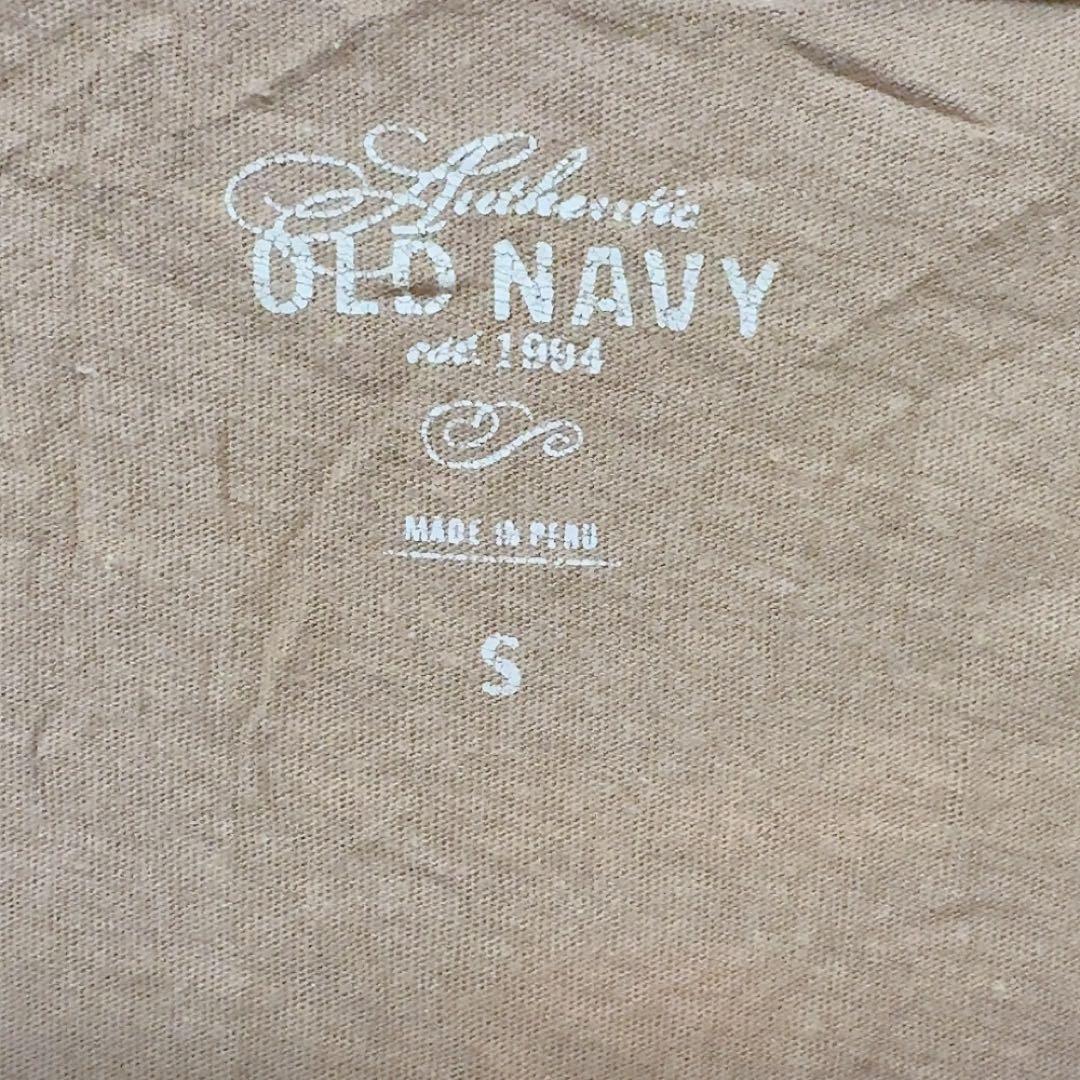 Authentic
OLD NAVY
est. 1994
MADE IN PERU
S